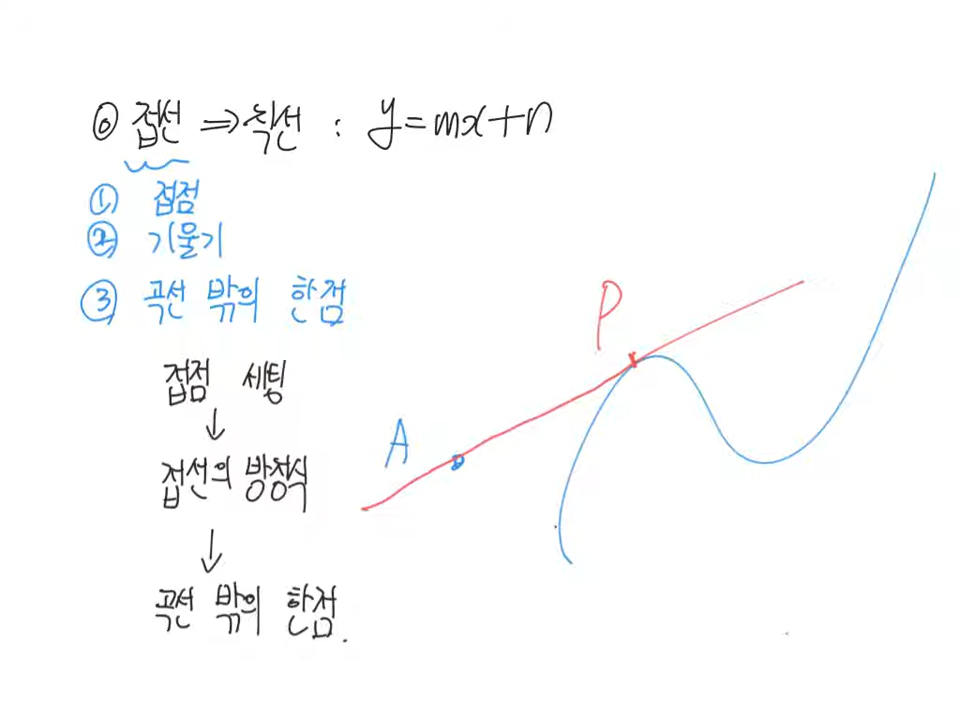 ⓪ 접선 ⇒ 직선 : y=mx+n
① 접점
② 기울기
③ 곡선 밖의 한점
접점 세팅
↓
접선의 방정식
↓
곡선 밖의 한점.
P
A